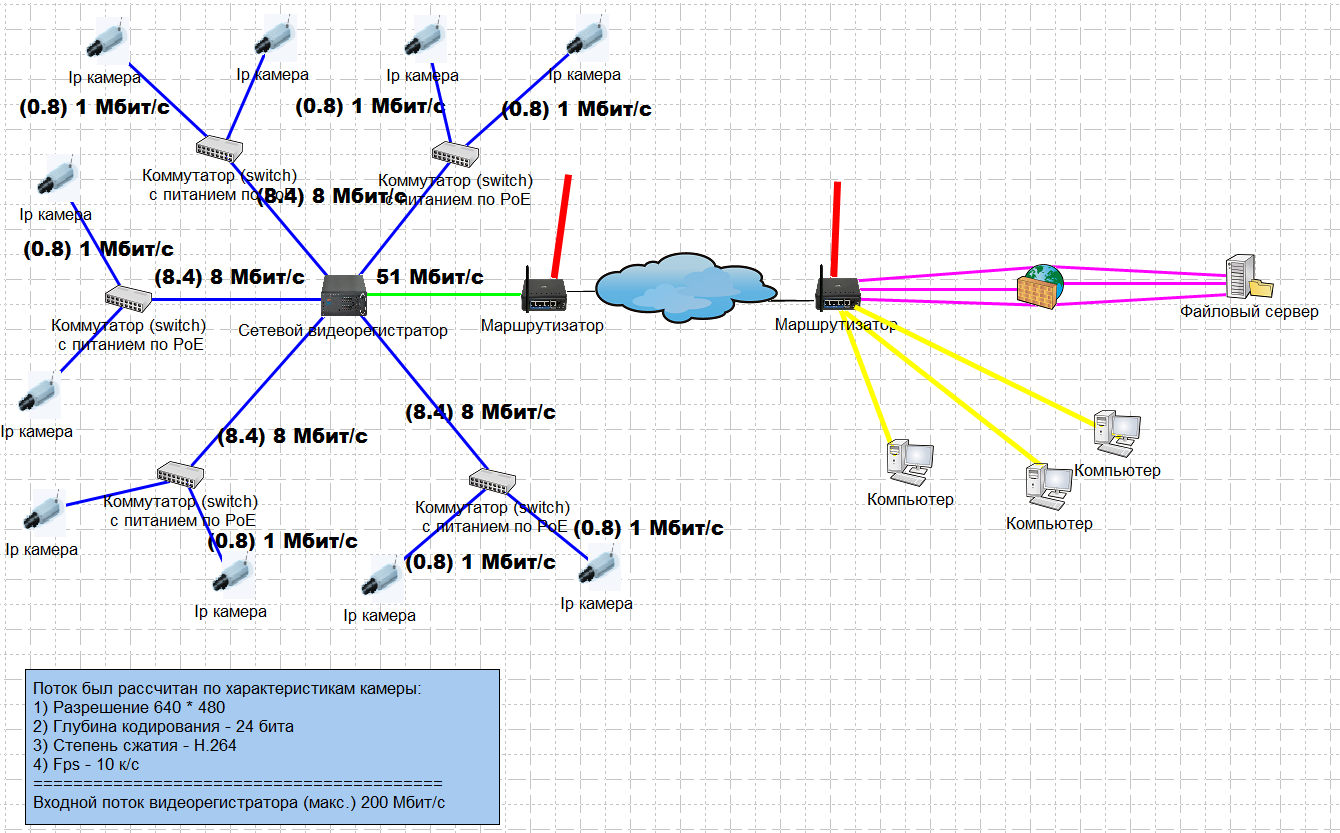 Ip камера
Ip камера
Ip камера
Ip камера
(0.8) 1 Мбит/с
(0.8) 1 Мбит/с
(0.8) 1 Мбит/с
Коммутатор (switch)
с питанием по PoE
Коммутатор (switch)
с питанием по PoE
(8.4) 8 Мбит/с
Ip камера
(0.8) 1 Мбит/с
(8.4) 8 Мбит/с
51 Мбит/с
Коммутатор (switch)
с питанием по PoE
Сетевой видеорегистратор
Маршрутизатор
Маршрутизатор
Файловый сервер
Ip камера
(8.4) 8 Мбит/с
(8.4) 8 Мбит/с
Компьютер
Компьютер
Компьютер
Коммутатор (switch)
с питанием по PoE
Коммутатор (switch)
с питанием по PoE
(0.8) 1 Мбит/с
Ip камера
(0.8) 1 Мбит/с
(0.8) 1 Мбит/с
Ip камера
Ip камера
Ip камера
Поток был рассчитан по характеристикам камеры:
1) Разрешение 640 * 480
2) Глубина кодирования - 24 бита
3) Степень сжатия - H.264
4) Fps - 10 к/с
=========================================
Входной поток видеорегистратора (макс.) 200 Мбит/с